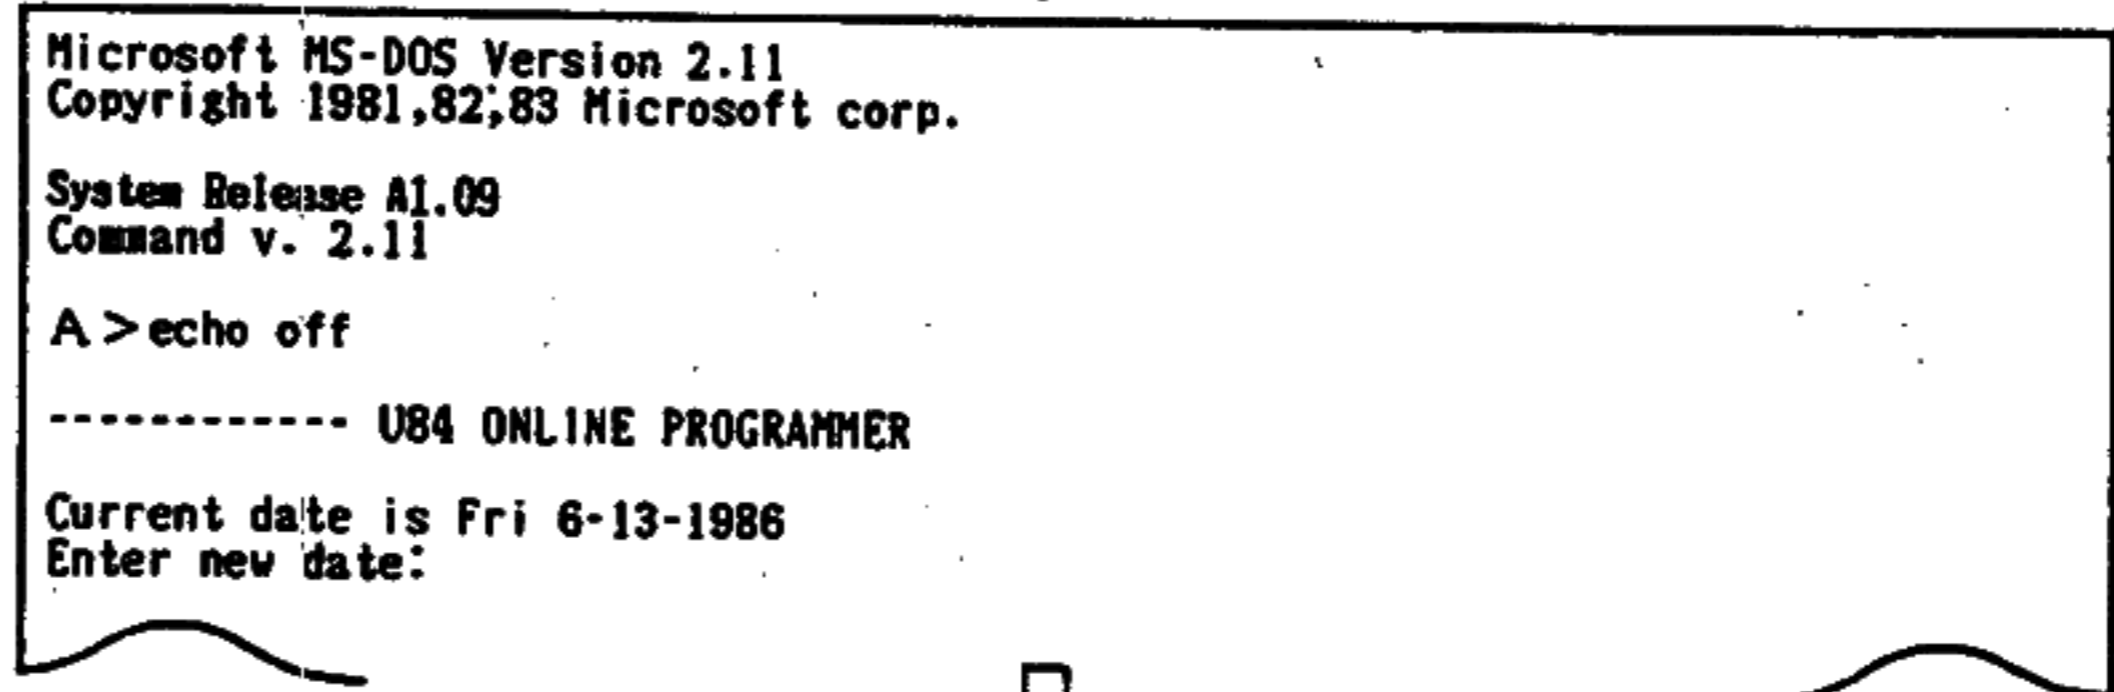 Microsoft MS-DOS Version 2.11
Copyright 1981,82,83 Microsoft corp.
System Release A1.09
Command v. 2.11
A>echo off
------------ U84 ONLINE PROGRAMMER
Current date is Fri 6-13-1986
Enter new date: